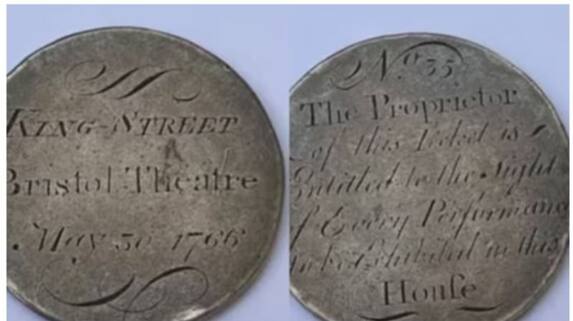 KING-STREET
Bristol Theatre
May 30 1766
No. 35
The Proprietor
of this Ticket is
Entitled to the Sight
of Every Performance
to be Exhibited in this
Houſe